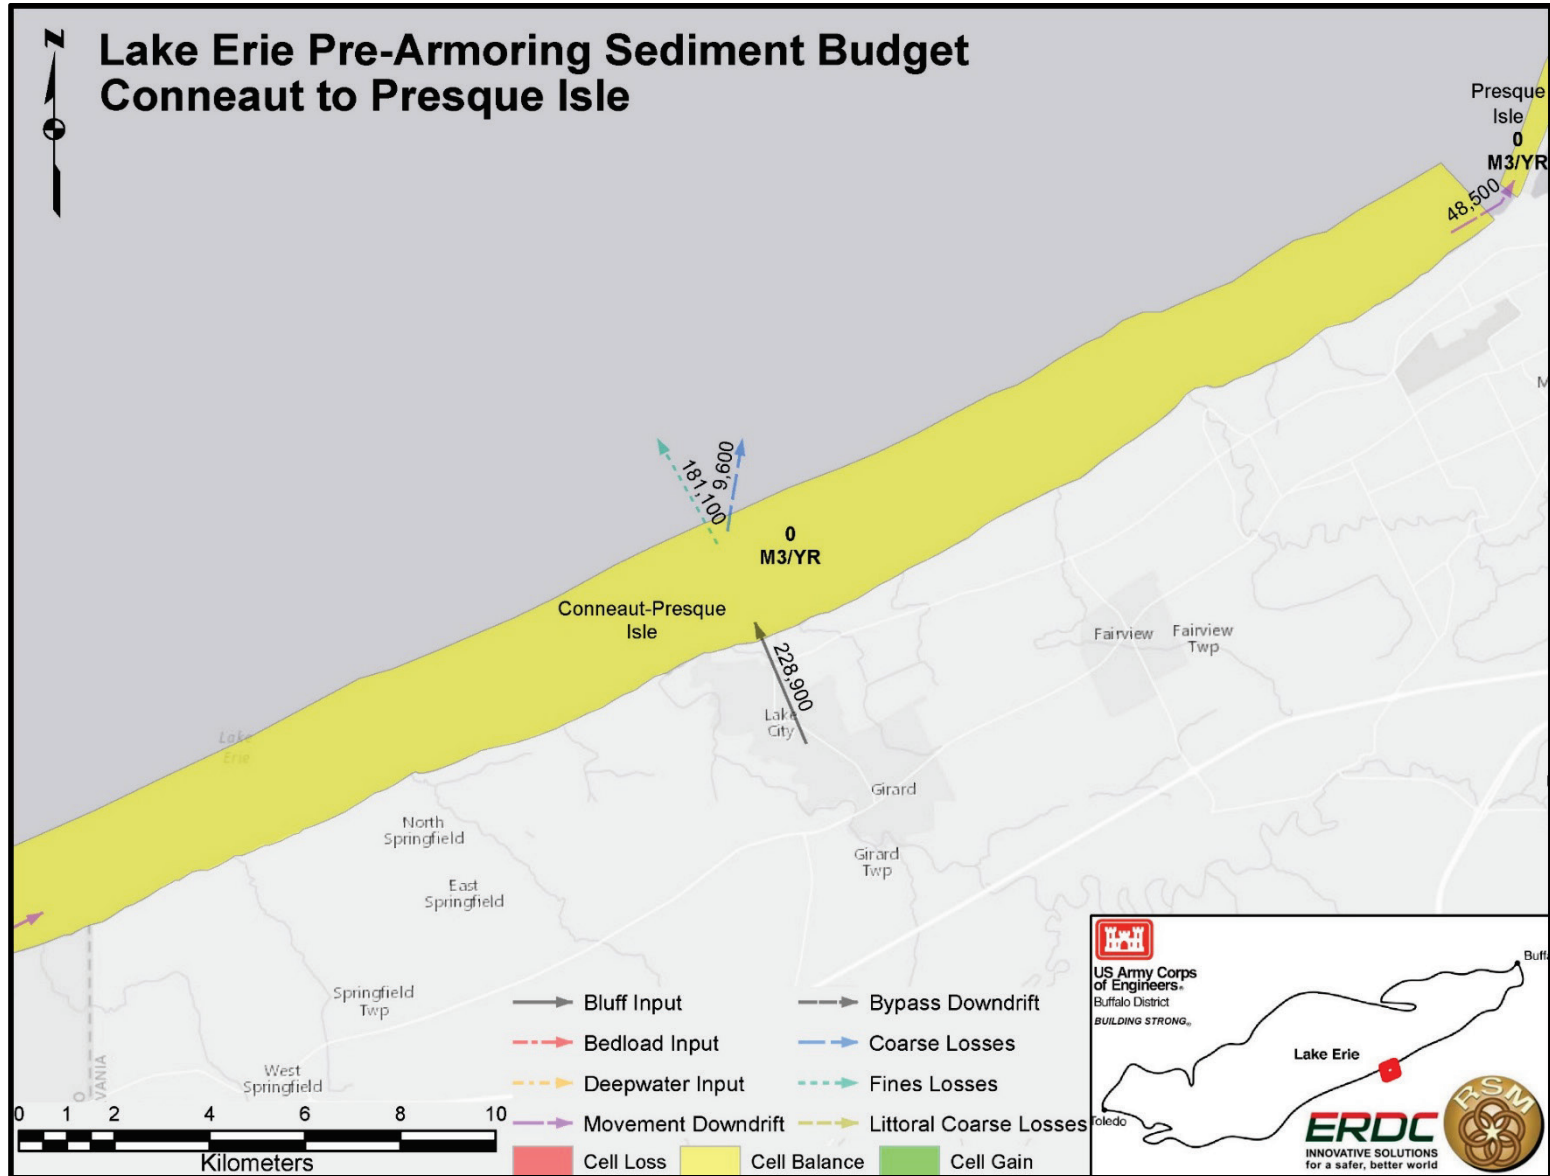 Lake Erie Pre-Armoring Sediment Budget
Conneaut to Presque Isle
N
Presque
Isle
0
M3/YR
48,500
9,600
181,100
0
M3/YR
Conneaut-Presque
Isle
228,900
Lake
City
Fairview
Fairview
Twp
Lake
Erie
Girard
Girard
Twp
North
Springfield
East
Springfield
Springfield
Twp
West
Springfield
VANIA
O
M
0 1 2 4 6 8 10
Kilometers
Bluff Input
Bedload Input
Deepwater Input
Movement Downdrift
Bypass Downdrift
Coarse Losses
Fines Losses
Littoral Coarse Losses
Cell Loss
Cell Balance
Cell Gain
US Army Corps
of Engineers®
Buffalo District
BUILDING STRONG®
Buffa
Lake Erie
Toledo
ERDC
INNOVATIVE SOLUTIONS
for a safer, better world
RSM